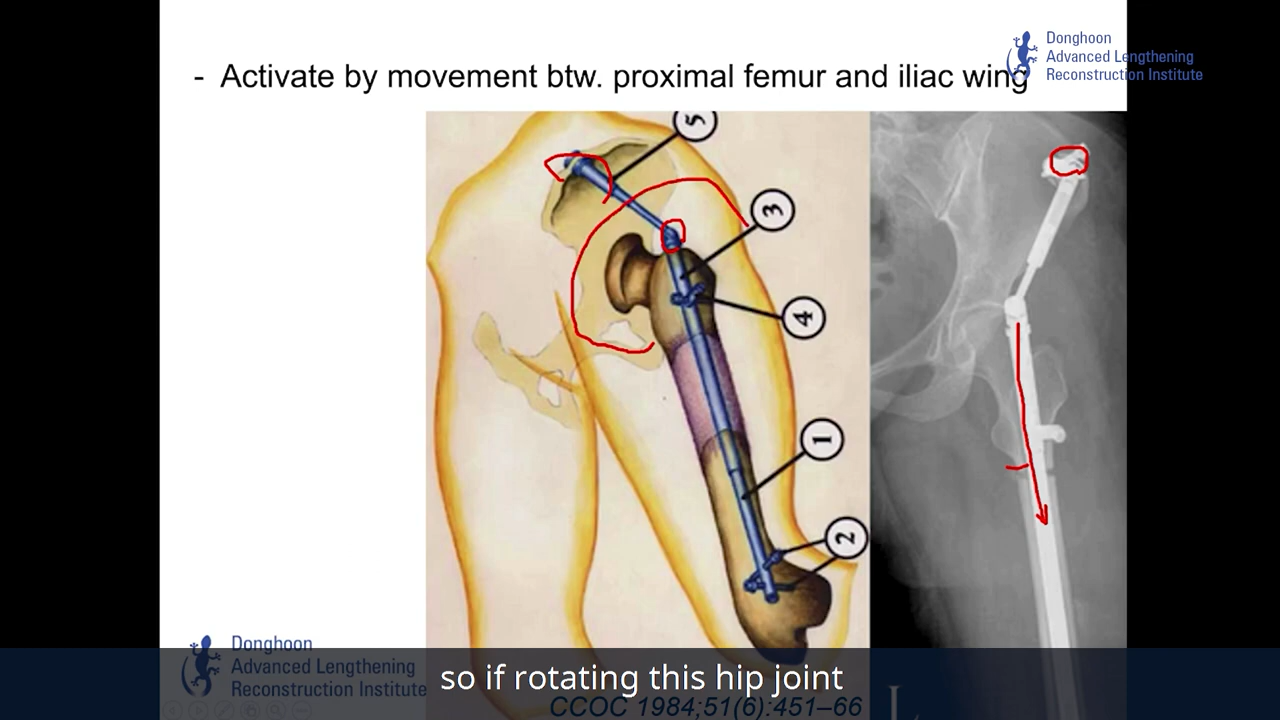 Donghoon
Advanced Lengthening
Reconstruction Institute
- Activate by movement btw. proximal femur and iliac wing
5
3
4
1
2
Donghoon
Advanced Lengthening
Reconstruction Institute
so if rotating this hip joint
CCOC 1984;51(6):451–66
L